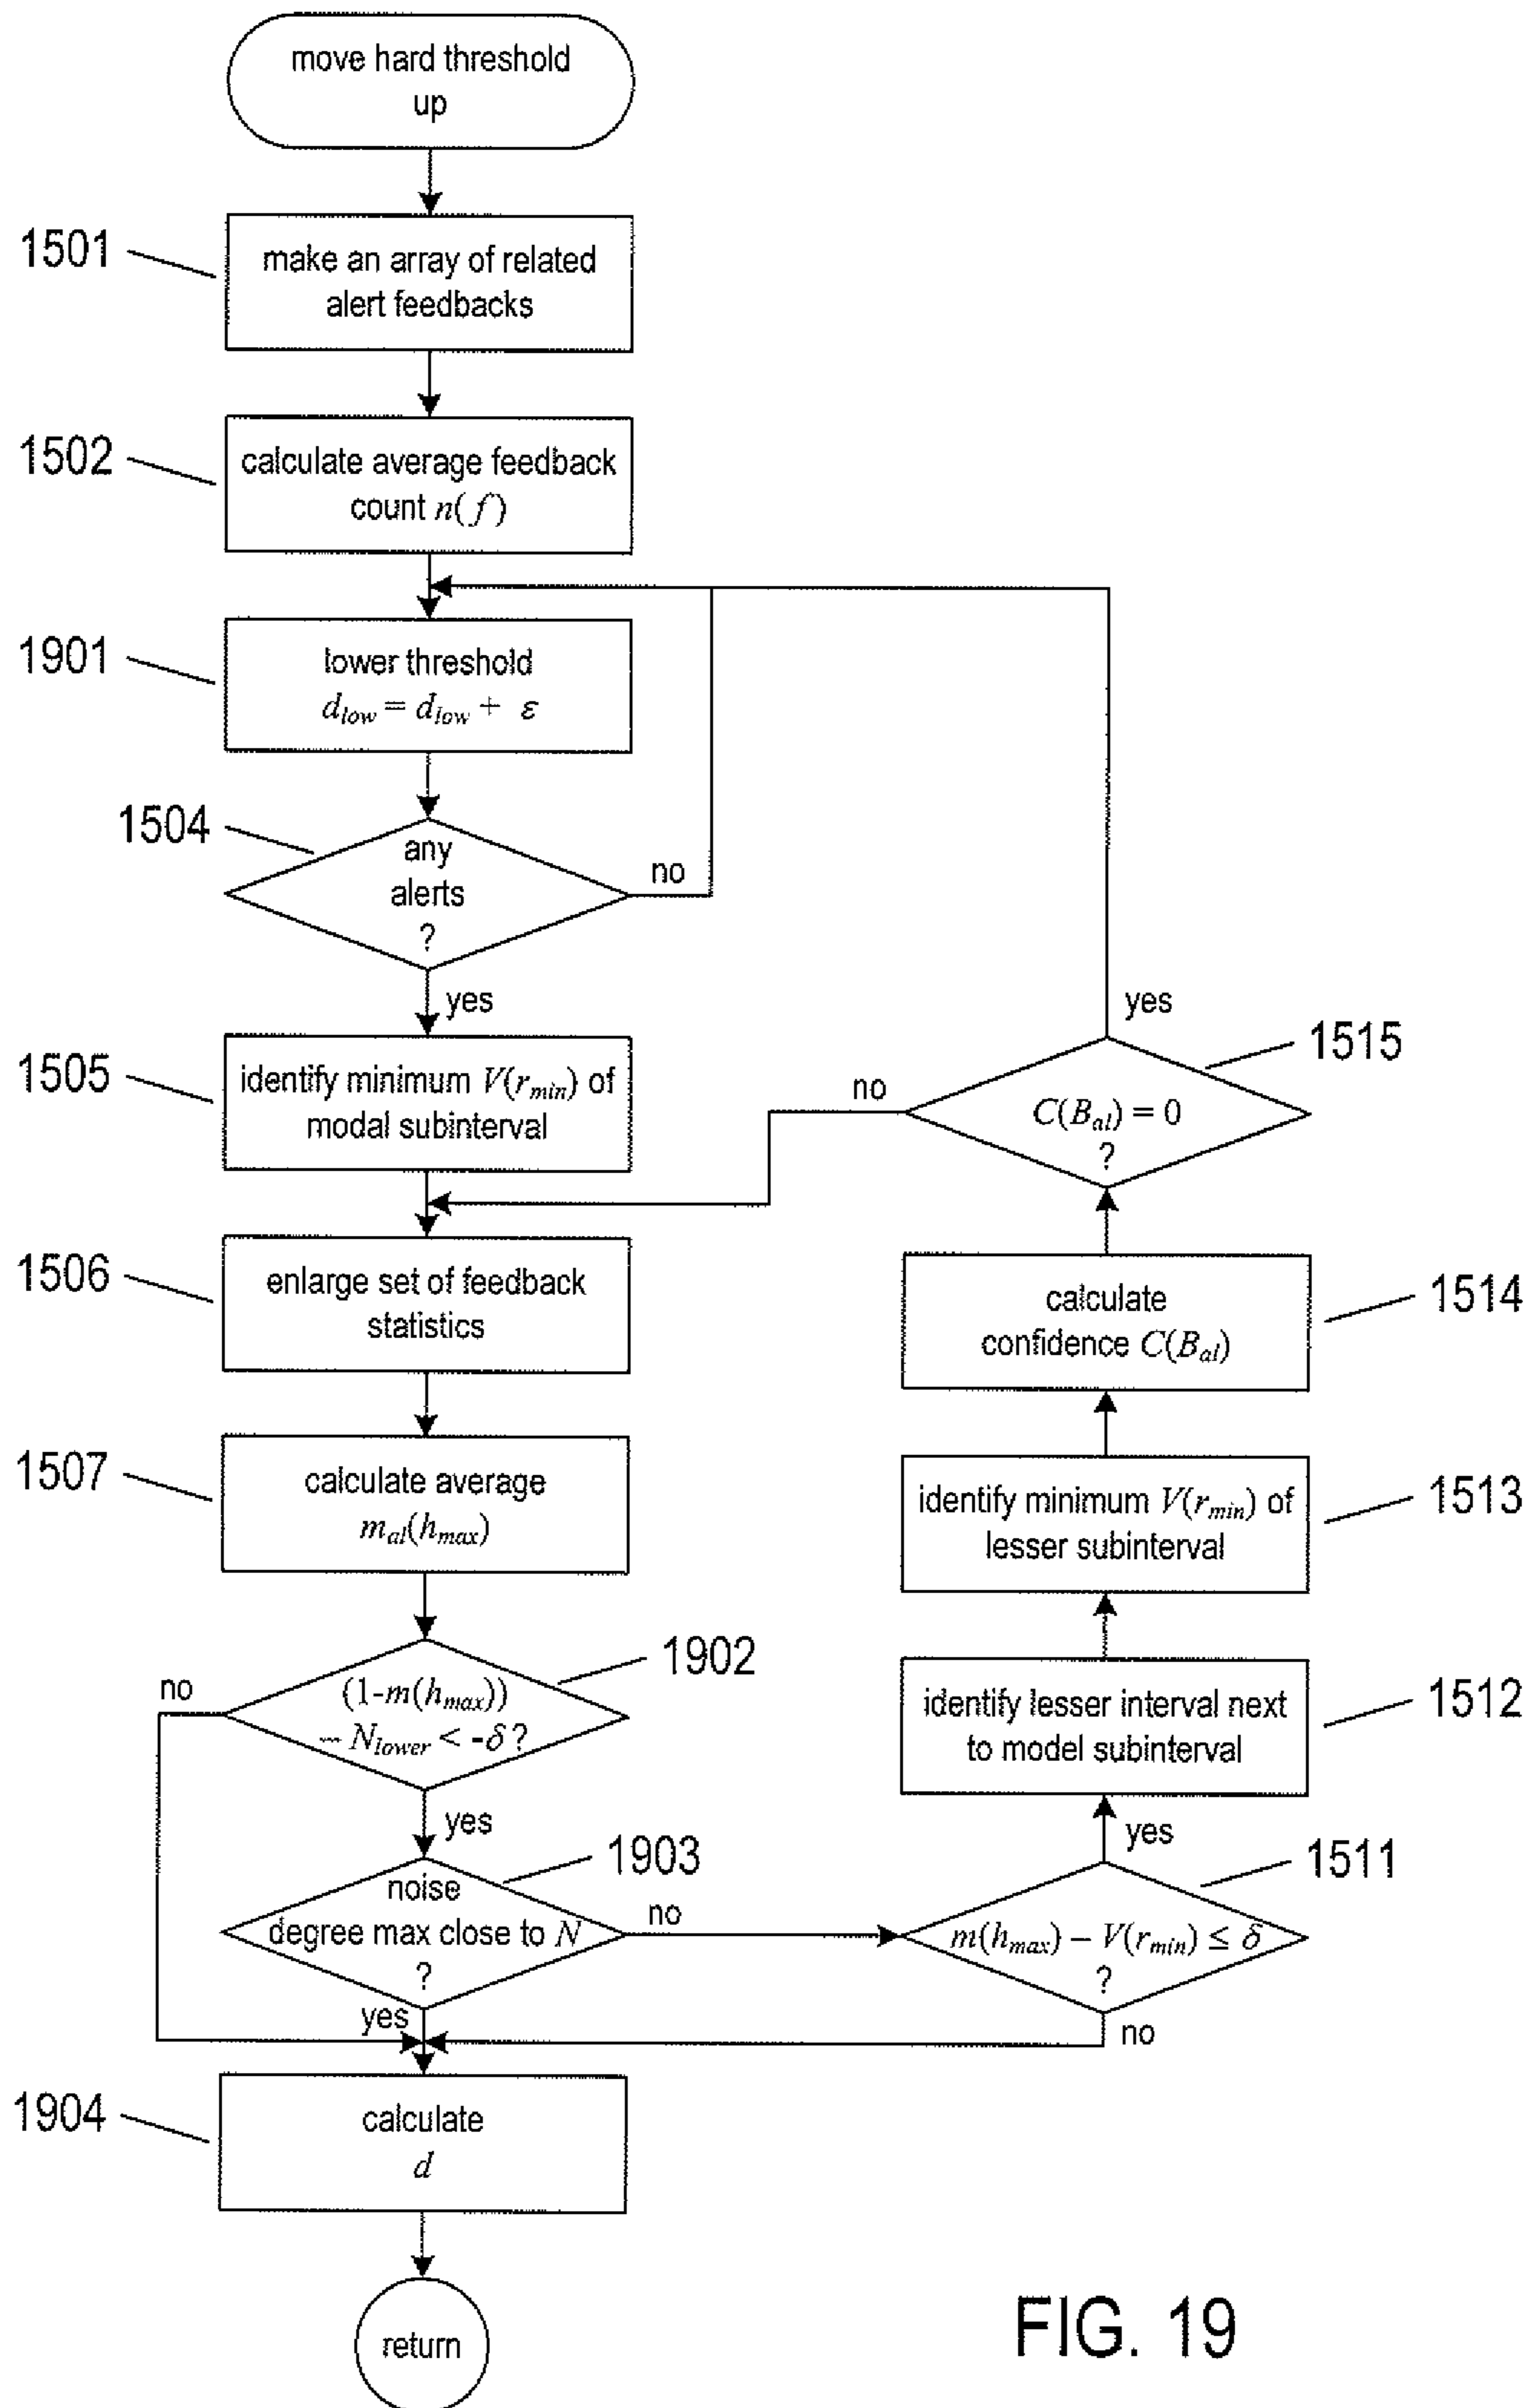 move hard threshold
up
1501
make an array of related
alert feedbacks
1502
calculate average feedback
count n(f)
1901
lower threshold
d_low = d_low + ε
1504
any
alerts
?
no
yes
1505
identify minimum V(r_min) of
modal subinterval
1506
enlarge set of feedback
statistics
1507
calculate average
m_al(h_max)
1902
(1-m(h_max))
– N_lower < -δ ?
no
yes
1903
noise
degree max close to N
?
no
yes
1511
m(h_max) – V(r_min) ≤ δ
?
yes
no
1512
identify lesser interval next
to model subinterval
1513
identify minimum V(r_min) of
lesser subinterval
1514
calculate
confidence C(B_al)
1515
C(B_al) = 0
?
yes
no
1904
calculate
d
return
FIG. 19